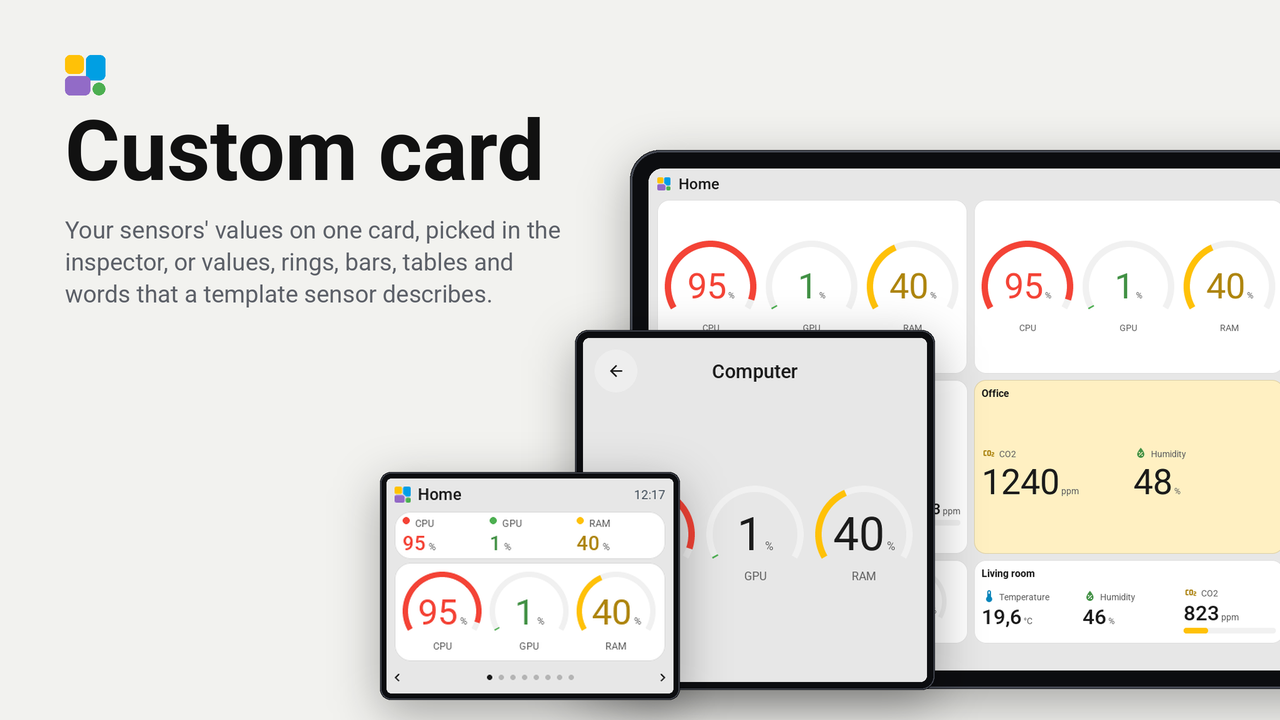 Custom card
Your sensors' values on one card, picked in the
inspector, or values, rings, bars, tables and
words that a template sensor describes.
Home
95 %
CPU
1 %
GPU
40 %
RAM
95 %
CPU
1 %
GPU
40 %
RAM
Office
CO2 CO2
1240 ppm
Humidity
48 %
ppm
Living room
Temperature
19,6 °C
Humidity
46 %
CO2 CO2
823 ppm
Computer
1 %
GPU
40 %
RAM
Home
12:17
CPU
95 %
GPU
1 %
RAM
40 %
95 %
CPU
1 %
GPU
40 %
RAM